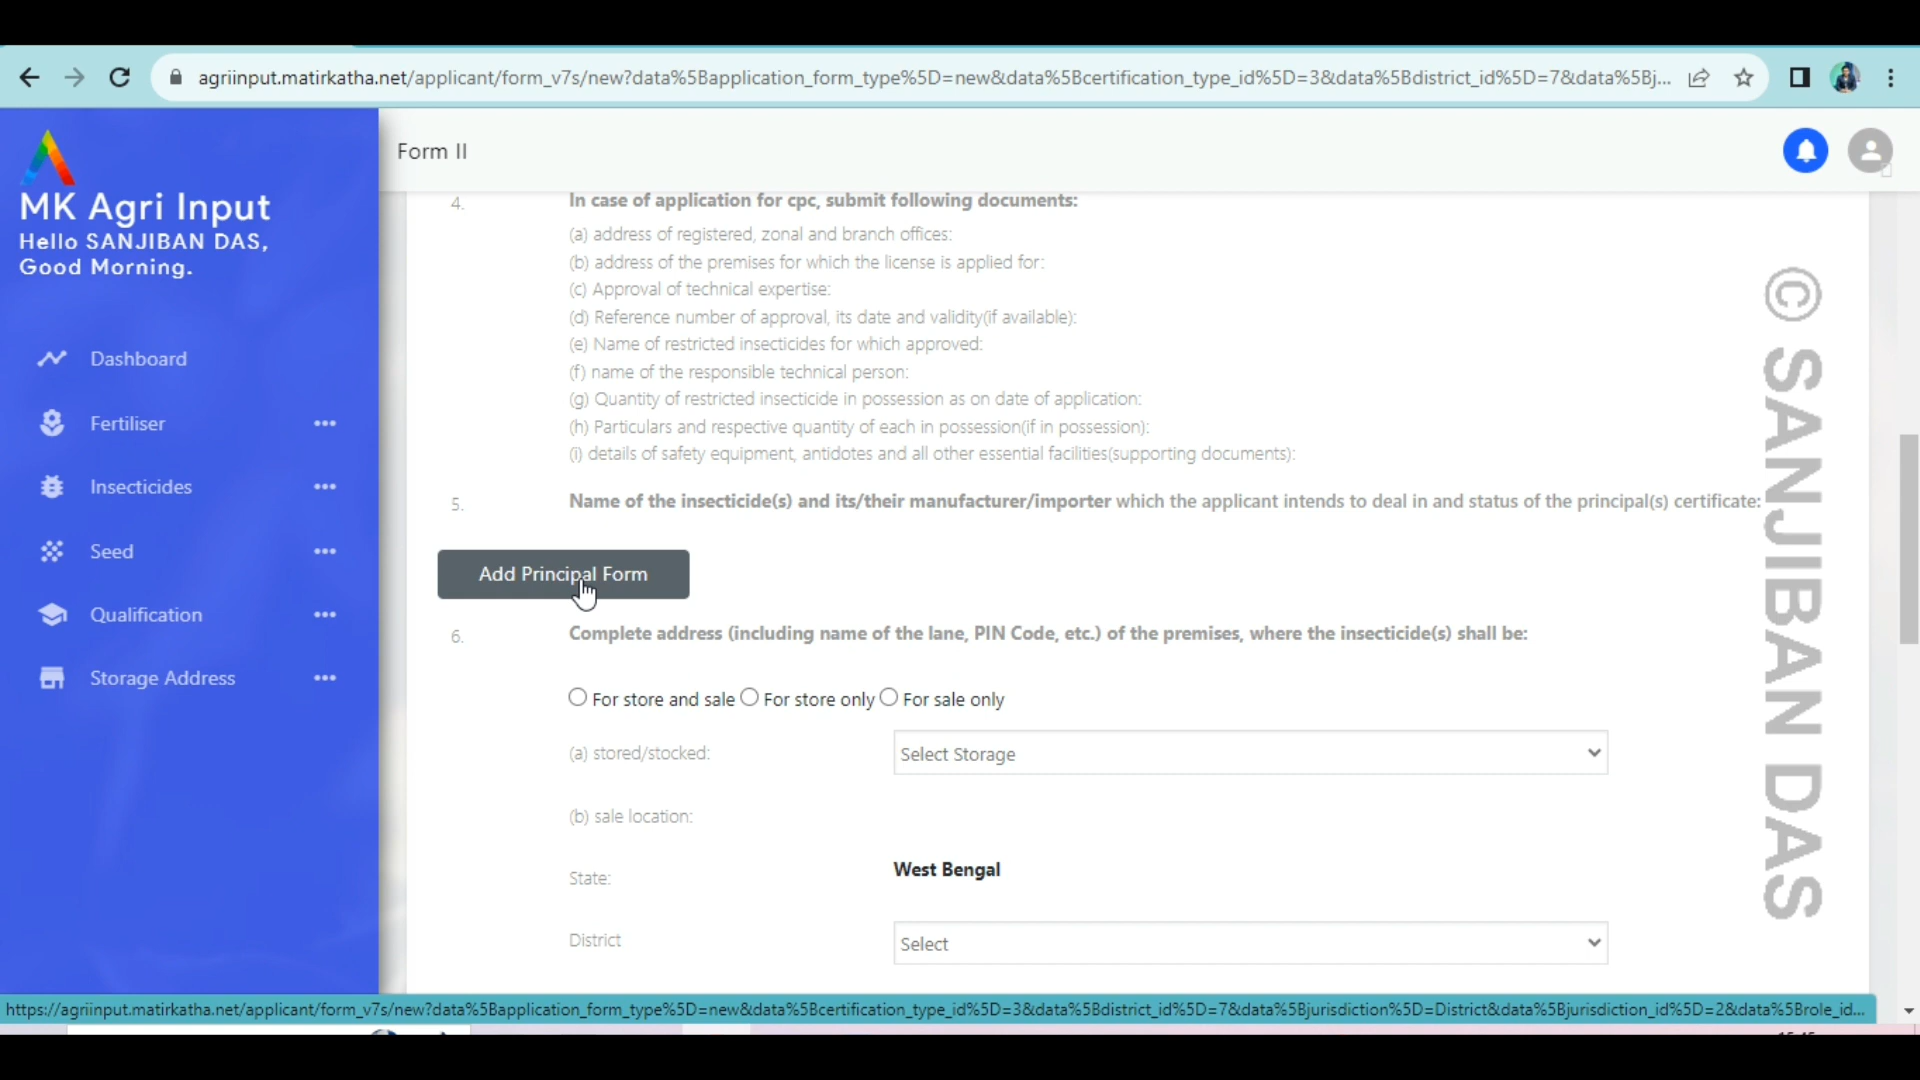 agriinput.matirkatha.net/applicant/form_v7s/new?data%5Bapplication_form_type%5D=new&data%5Bcertification_type_id%5D=3&data%5Bdistrict_id%5D=7&data%5Bj...
MK Agri Input
Hello SANJIBAN DAS,
Good Morning.
Dashboard
Fertiliser
Insecticides
Seed
Qualification
Storage Address
Form II
4. In case of application for cpc, submit following documents:
(a) address of registered, zonal and branch offices:
(b) address of the premises for which the license is applied for:
(c) Approval of technical expertise:
(d) Reference number of approval, its date and validity(if available):
(e) Name of restricted insecticides for which approved:
(f) name of the responsible technical person:
(g) Quantity of restricted insecticide in possession as on date of application:
(h) Particulars and respective quantity of each in possession(if in possession):
(i) details of safety equipment, antidotes and all other essential facilities(supporting documents):
5. Name of the insecticide(s) and its/their manufacturer/importer which the applicant intends to deal in and status of the principal(s) certificate:
Add Principal Form
6. Complete address (including name of the lane, PIN Code, etc.) of the premises, where the insecticide(s) shall be:
For store and sale For store only For sale only
(a) stored/stocked: Select Storage
(b) sale location:
State: West Bengal
District Select
© SANJIBAN DAS
https://agriinput.matirkatha.net/applicant/form_v7s/new?data%5Bapplication_form_type%5D=new&data%5Bcertification_type_id%5D=3&data%5Bdistrict_id%5D=7&data%5Bjurisdiction%5D=District&data%5Bjurisdiction_id%5D=2&data%5Brole_id...